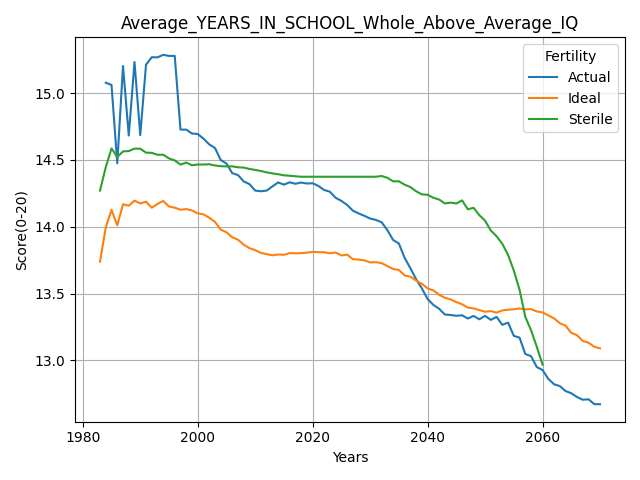 Average_YEARS_IN_SCHOOL_Whole_Above_Average_IQ
Fertility
Actual
Ideal
Sterile
Score(0-20)
15.0
14.5
14.0
13.5
13.0
1980 2000 2020 2040 2060
Years